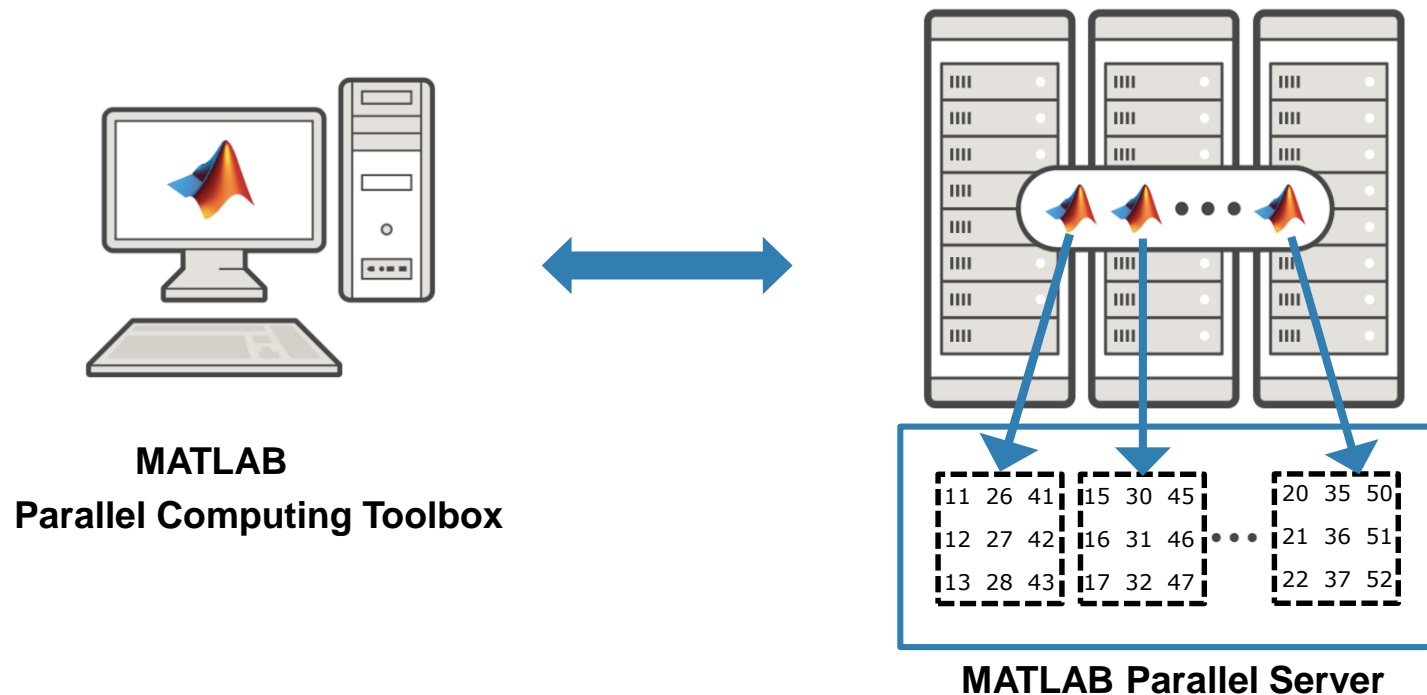 MATLAB
Parallel Computing Toolbox
11 26 41 15 30 45 20 35 50
12 27 42 16 31 46 ••• 21 36 51
13 28 43 17 32 47 22 37 52
MATLAB Parallel Server